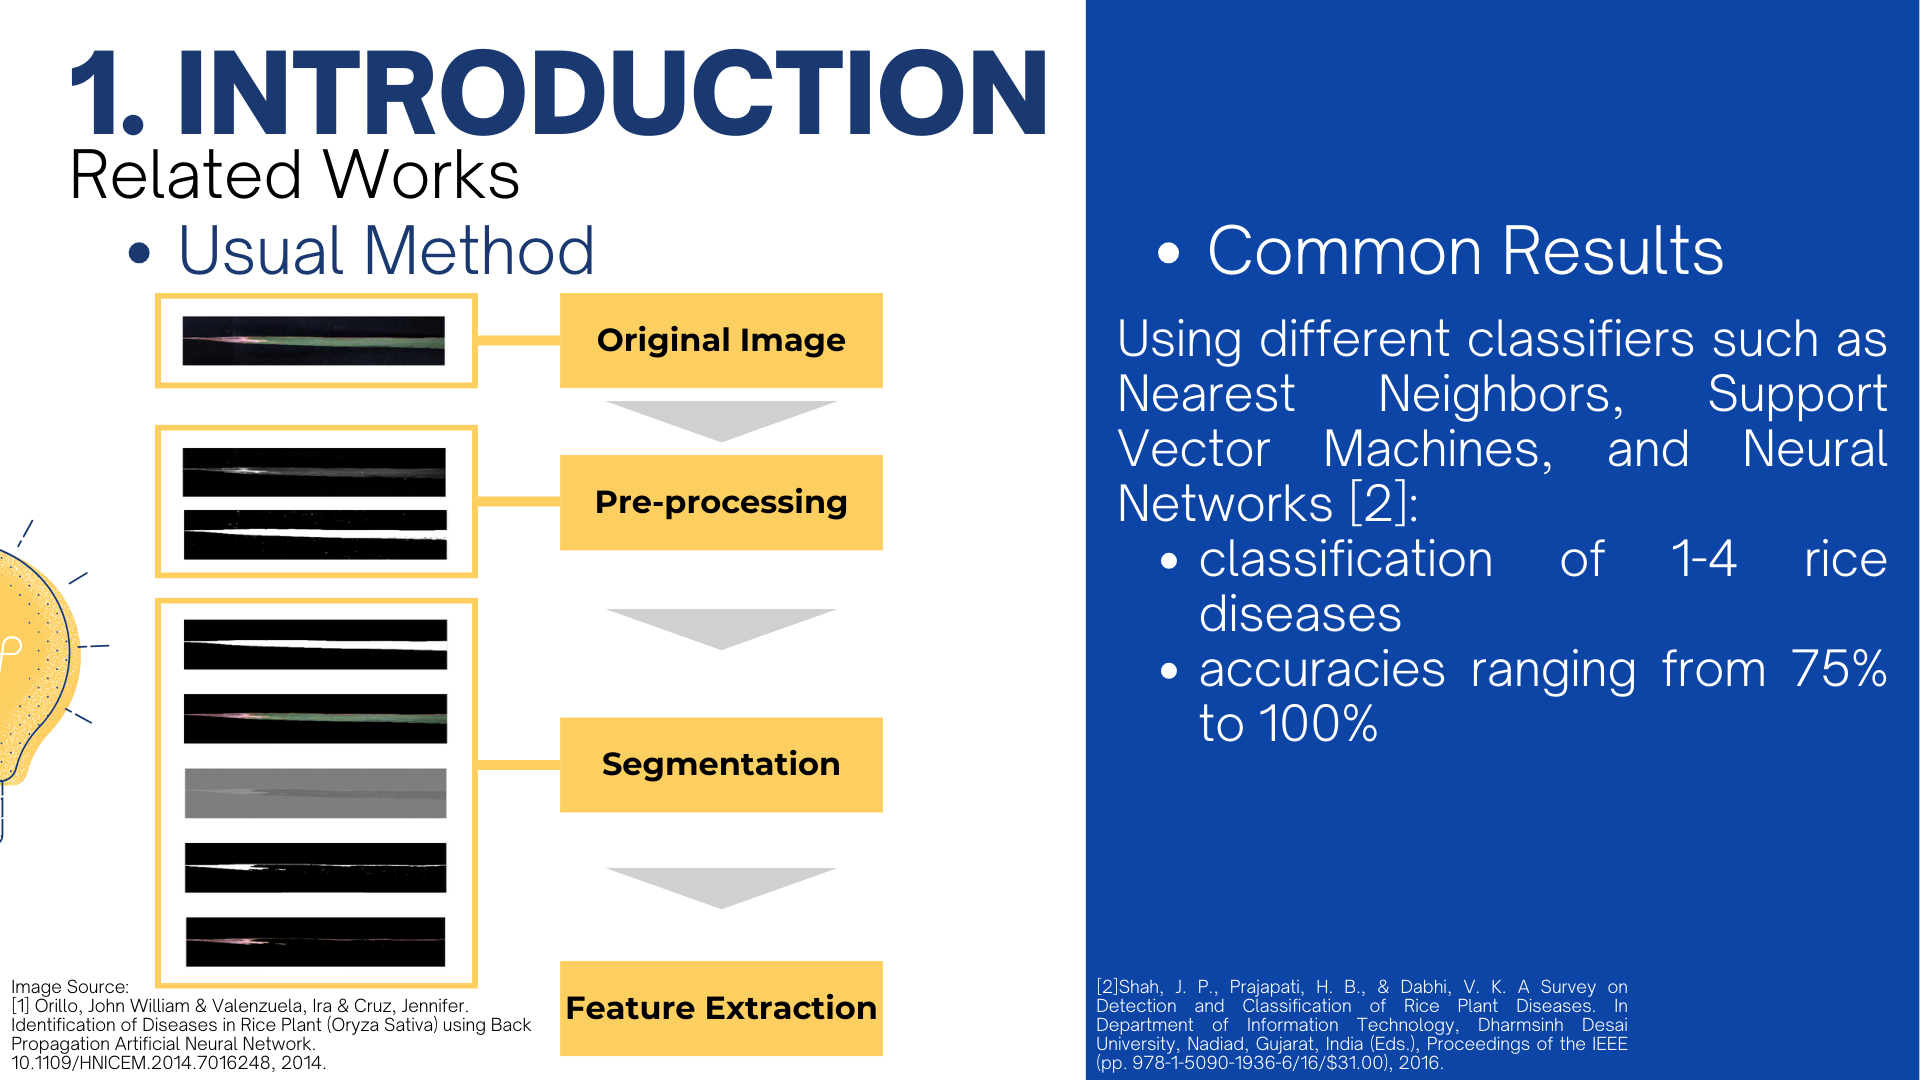 1. INTRODUCTION
Related Works
• Usual Method
Original Image
Pre-processing
Segmentation
Feature Extraction
Image Source:
[1] Orillo, John William & Valenzuela, Ira & Cruz, Jennifer.
Identification of Diseases in Rice Plant (Oryza Sativa) using Back
Propagation Artificial Neural Network.
10.1109/HNICEM.2014.7016248, 2014.
• Common Results
Using different classifiers such as
Nearest Neighbors, Support
Vector Machines, and Neural
Networks [2]:
• classification of 1-4 rice
diseases
• accuracies ranging from 75%
to 100%
[2]Shah, J. P., Prajapati, H. B., & Dabhi, V. K. A Survey on
Detection and Classification of Rice Plant Diseases. In
Department of Information Technology, Dharmsinh Desai
University, Nadiad, Gujarat, India (Eds.), Proceedings of the IEEE
(pp. 978-1-5090-1936-6/16/$31.00), 2016.